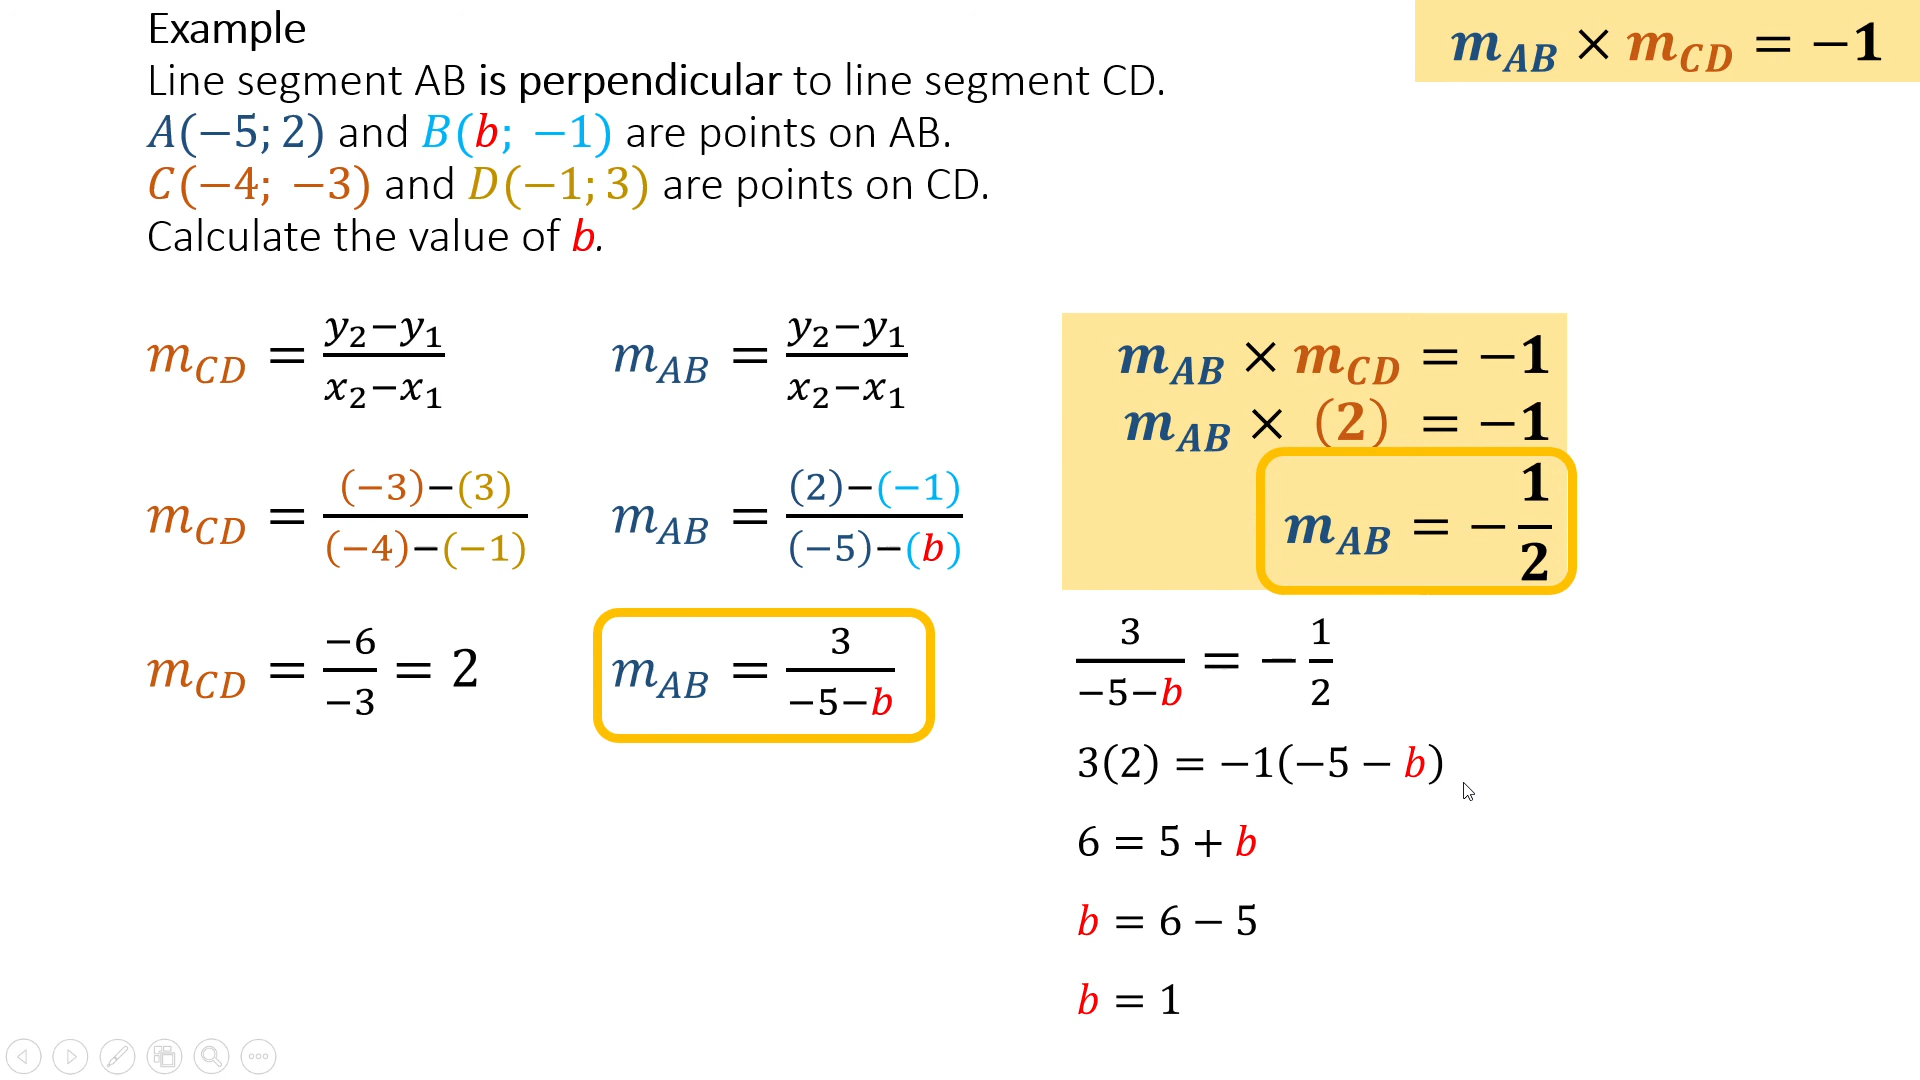 Example
Line segment AB is perpendicular to line segment CD.
A(−5; 2) and B(b; −1) are points on AB.
C(−4; −3) and D(−1; 3) are points on CD.
Calculate the value of b.
m_AB × m_CD = −1
m_CD = (y₂−y₁)/(x₂−x₁)
m_CD = ((−3)−(3))/((−4)−(−1))
m_CD = −6/−3 = 2
m_AB = (y₂−y₁)/(x₂−x₁)
m_AB = ((2)−(−1))/((−5)−(b))
m_AB = 3/(−5−b)
m_AB × m_CD = −1
m_AB × (2) = −1
m_AB = −1/2
3/(−5−b) = −1/2
3(2) = −1(−5 − b)
6 = 5 + b
b = 6 − 5
b = 1